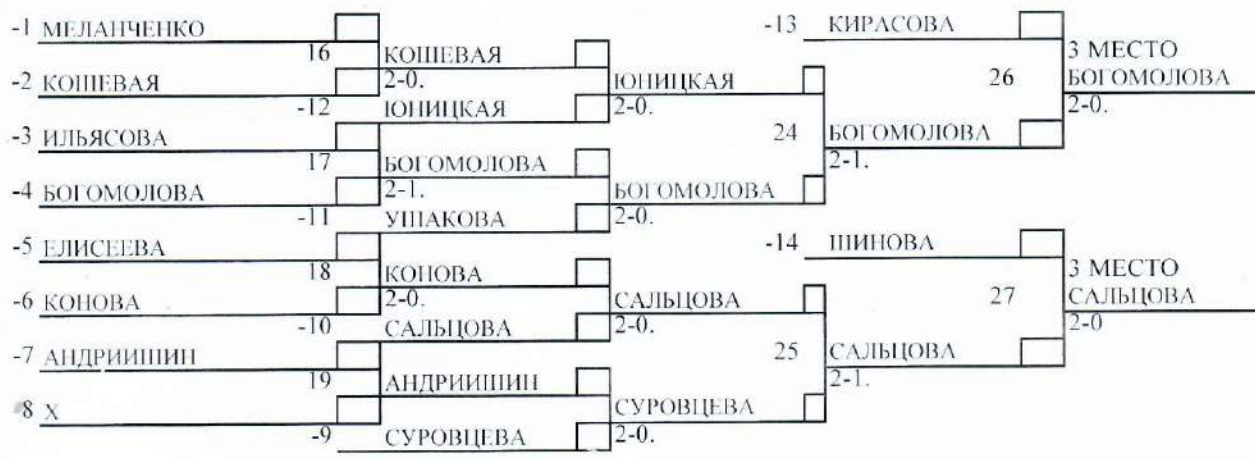 -1 МЕЛАНЧЕНКО
-13 КИРАСОВА
16 КОШЕВАЯ
3 МЕСТО
-2 КОШЕВАЯ
2-0.
ЮНИЦКАЯ
26 БОГОМОЛОВА
-12 ЮНИЦКАЯ
2-0.
2-0.
-3 ИЛЬЯСОВА
24 БОГОМОЛОВА
17 БОГОМОЛОВА
2-1.
-4 БОГОМОЛОВА
2-1.
БОГОМОЛОВА
-11 УШАКОВА
2-0.
-5 ЕЛИСЕЕВА
-14 ШИНОВА
18 КОНОВА
3 МЕСТО
-6 КОНОВА
2-0.
САЛЬЦОВА
27 САЛЬЦОВА
-10 САЛЬЦОВА
2-0.
2-0
-7 АНДРИИШИН
25 САЛЬЦОВА
19 АНДРИИШИН
2-1.
8 Х
СУРОВЦЕВА
-9 СУРОВЦЕВА
2-0.